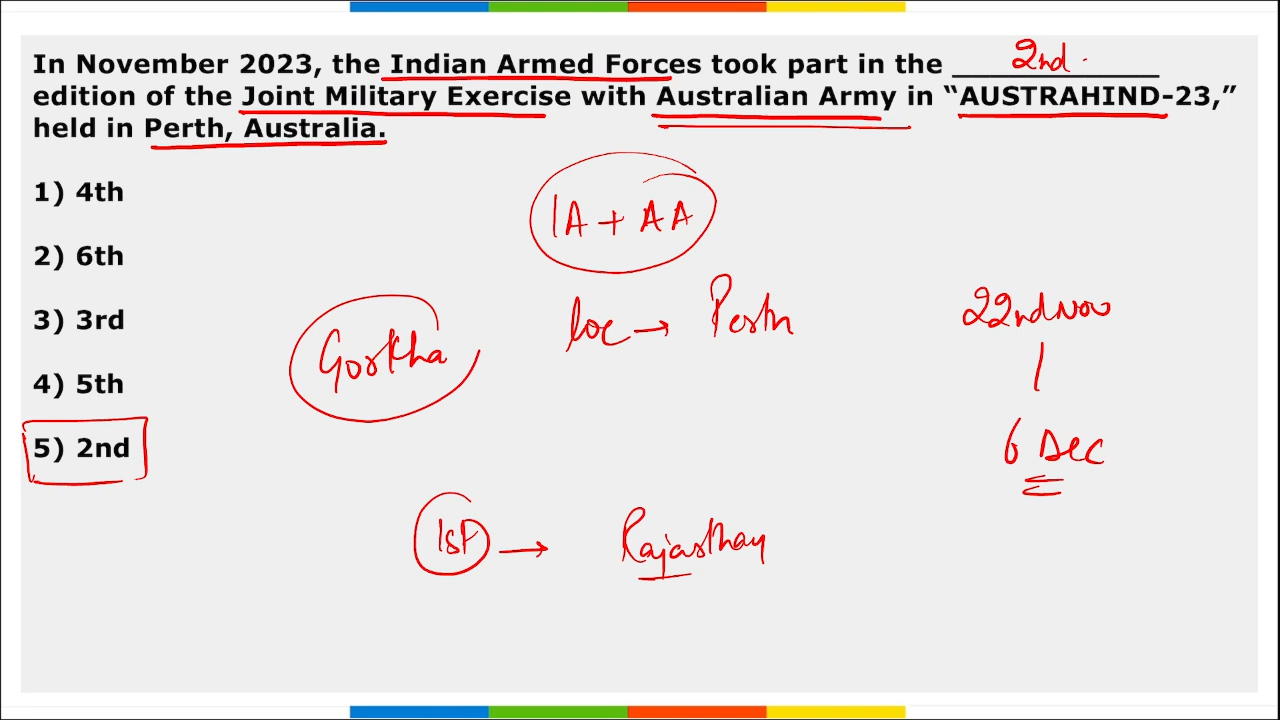 In November 2023, the Indian Armed Forces took part in the 2nd.
edition of the Joint Military Exercise with Australian Army in “AUSTRAHIND-23,”
held in Perth, Australia.
1) 4th
IA + AA
2) 6th
3) 3rd
loc → Perth
22nd Nov
Gorkha
4) 5th
5) 2nd
6 Dec
1st → Rajasthan